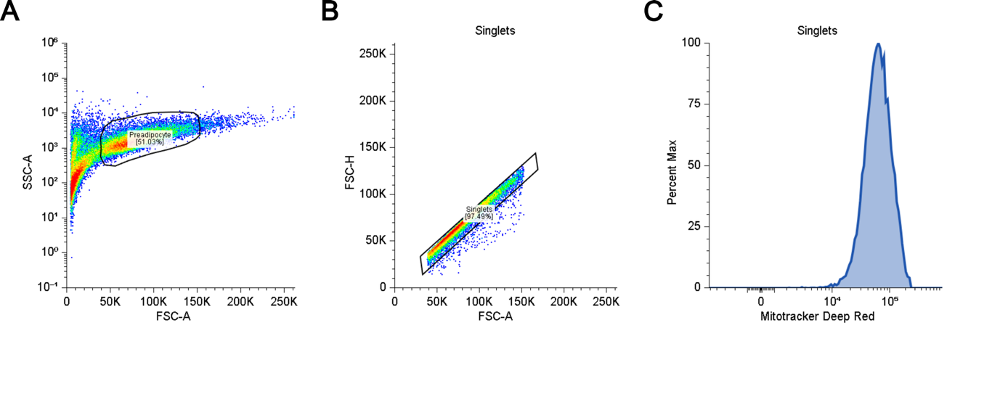 A
B
C
Singlets
Singlets
10⁶
10⁵
10⁴
10³
10²
10¹
10⁰
10⁻¹
SSC-A
Preadipocyte
[51.03%]
0
50K
100K
150K
200K
250K
FSC-A
250K
200K
150K
100K
50K
0
FSC-H
Singlets
[97.49%]
0
50K
100K
150K
200K
250K
FSC-A
100
75
50
25
0
Percent Max
0
10⁴
10⁵
Mitotracker Deep Red